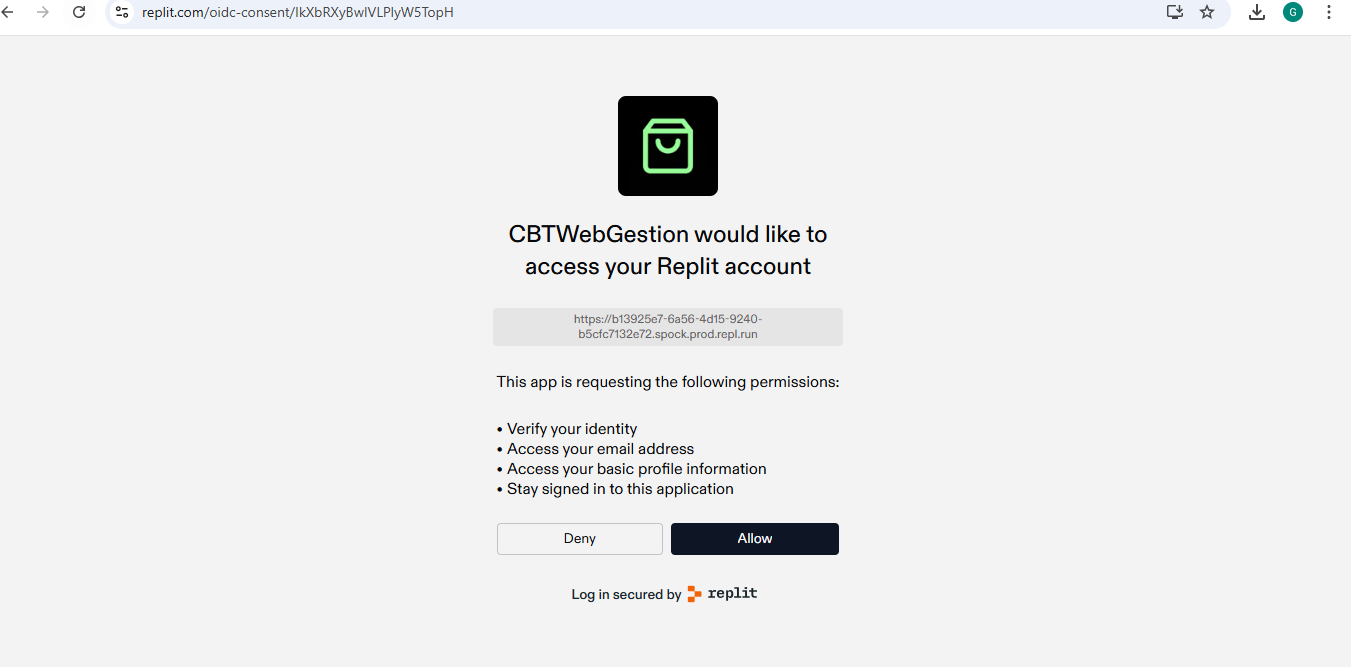 replit.com/oidc-consent/IkXbRXyBwIVLPlyW5TopH
G
CBTWebGestion would like to
access your Replit account
https://b13925e7-6a56-4d15-9240-
b5cfc7132e72.spock.prod.repl.run
This app is requesting the following permissions:
• Verify your identity
• Access your email address
• Access your basic profile information
• Stay signed in to this application
Deny
Allow
Log in secured by replit